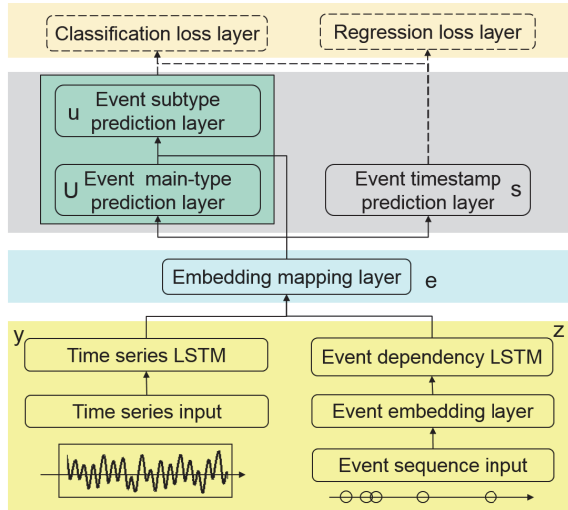 Classification loss layer
Regression loss layer
u
Event subtype
prediction layer
U
Event main-type
prediction layer
Event timestamp
prediction layer
s
Embedding mapping layer
e
y
z
Time series LSTM
Event dependency LSTM
Time series input
Event embedding layer
Event sequence input